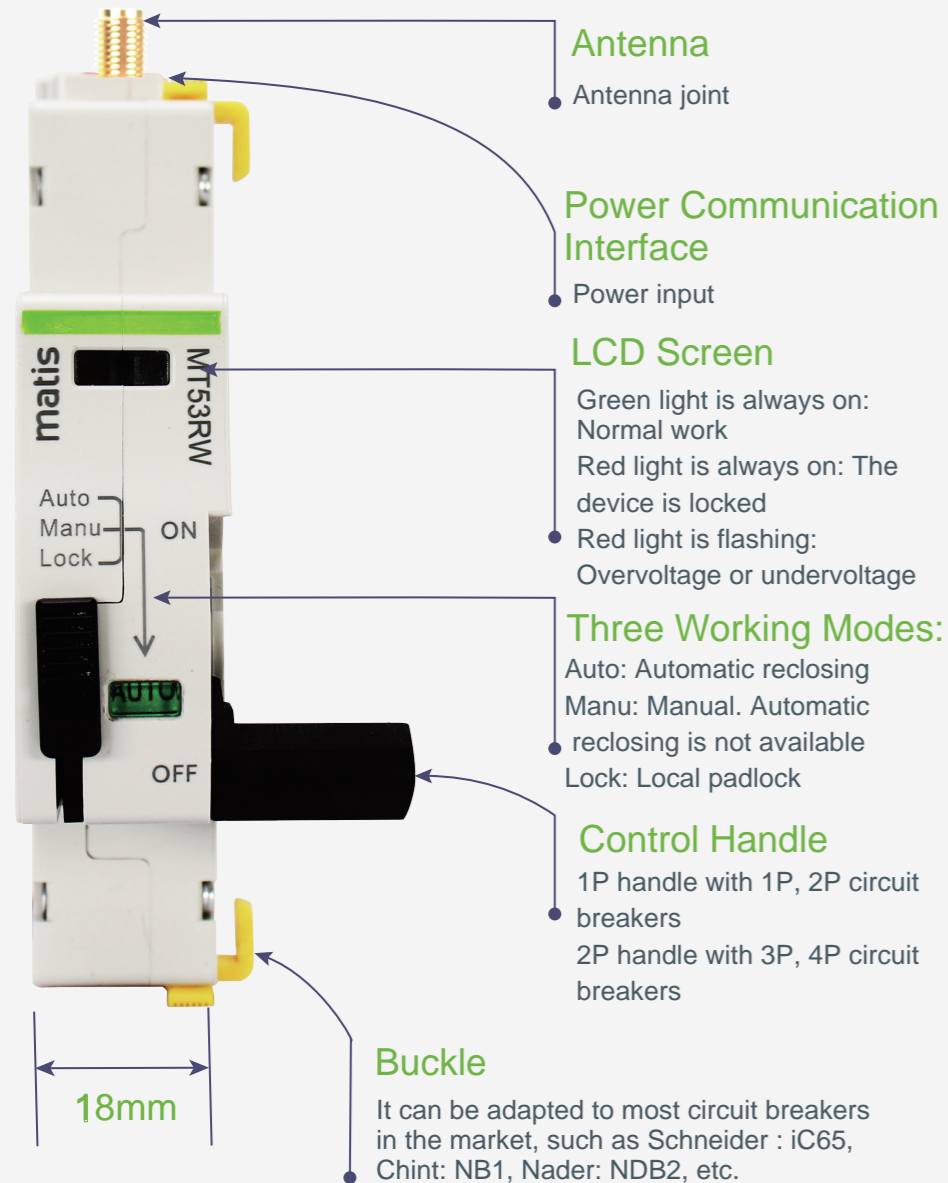 Antenna
Antenna joint
Power Communication
Interface
Power input
LCD Screen
Green light is always on:
Normal work
Red light is always on: The
device is locked
Red light is flashing:
Overvoltage or undervoltage
Three Working Modes:
Auto: Automatic reclosing
Manu: Manual. Automatic
reclosing is not available
Lock: Local padlock
Control Handle
1P handle with 1P, 2P circuit
breakers
2P handle with 3P, 4P circuit
breakers
Buckle
It can be adapted to most circuit breakers
in the market, such as Schneider : iC65,
Chint: NB1, Nader: NDB2, etc.
matis
MT53RW
Auto
Manu
Lock
ON
AUTO
OFF
18mm